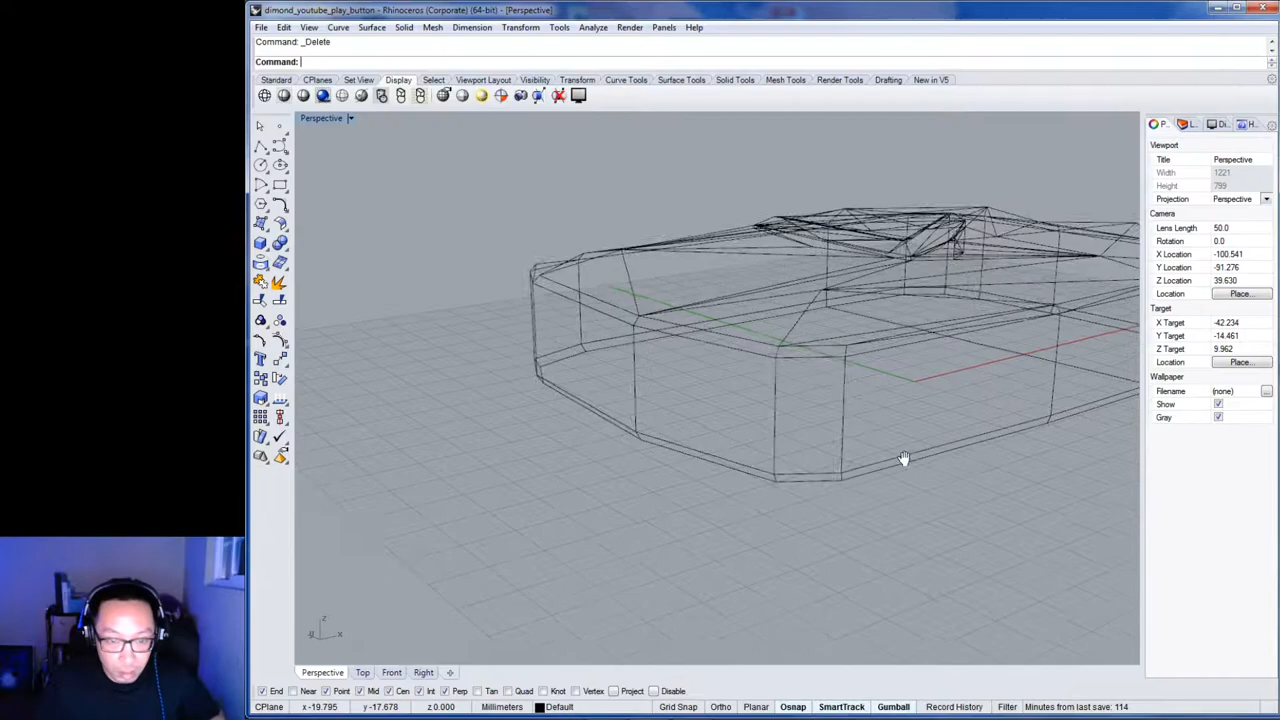 dimond_youtube_play_button - Rhinoceros (Corporate) (64-bit) - [Perspective]
File Edit View Curve Surface Solid Mesh Dimension Transform Tools Analyze Render Panels Help
Command: _Delete
Command:
Standard CPlanes Set View Display Select Viewport Layout Visibility Transform Curve Tools Surface Tools Solid Tools Mesh Tools Render Tools Drafting New in V5
Perspective
P... L... Di... H...
Viewport
Title Perspective
Width 1221
Height 799
Projection Perspective
Camera
Lens Length 50.0
Rotation 0.0
X Location -100.541
Y Location -91.276
Z Location 39.630
Location Place...
Target
X Target -42.234
Y Target -14.461
Z Target 9.962
Location Place...
Wallpaper
Filename (none)
Show
Gray
z
y x
Perspective Top Front Right
End Near Point Mid Cen Int Perp Tan Quad Knot Vertex Project Disable
CPlane x -19.795 y -17.678 z 0.000 Millimeters Default Grid Snap Ortho Planar Osnap SmartTrack Gumball Record History Filter Minutes from last save: 114